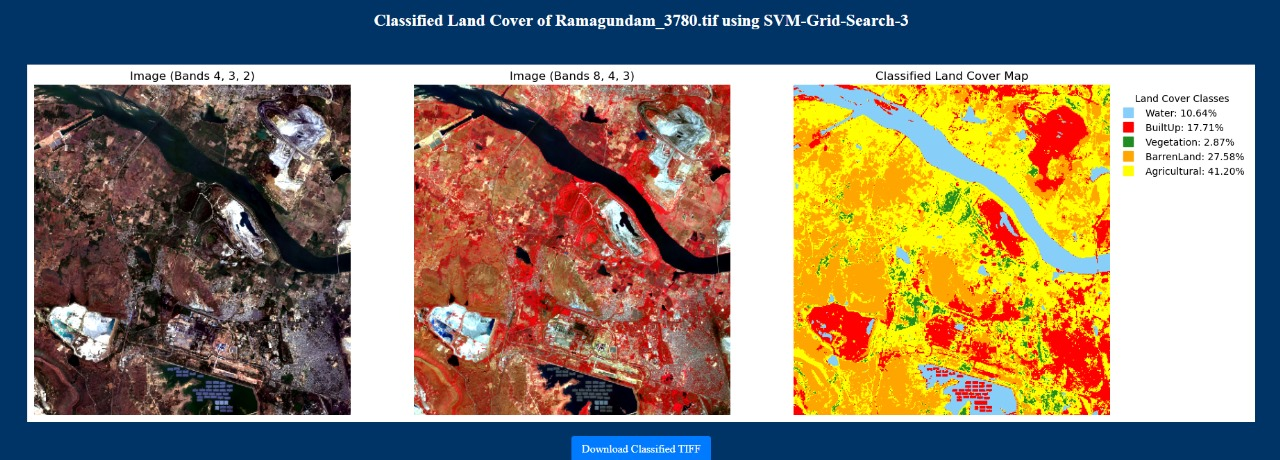 Classified Land Cover of Ramagundam_3780.tif using SVM-Grid-Search-3
Image (Bands 4, 3, 2)
Image (Bands 8, 4, 3)
Classified Land Cover Map
Land Cover Classes
Water: 10.64%
BuiltUp: 17.71%
Vegetation: 2.87%
BarrenLand: 27.58%
Agricultural: 41.20%
Download Classified TIFF